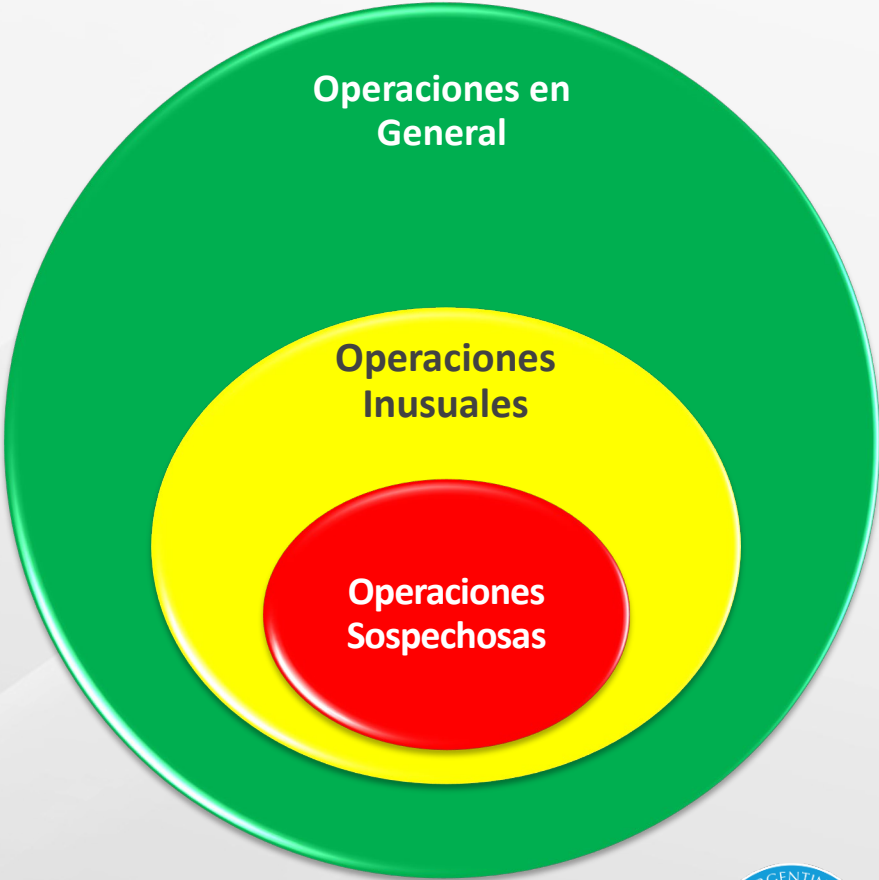 Operaciones en
General
Operaciones
Inusuales
Operaciones
Sospechosas